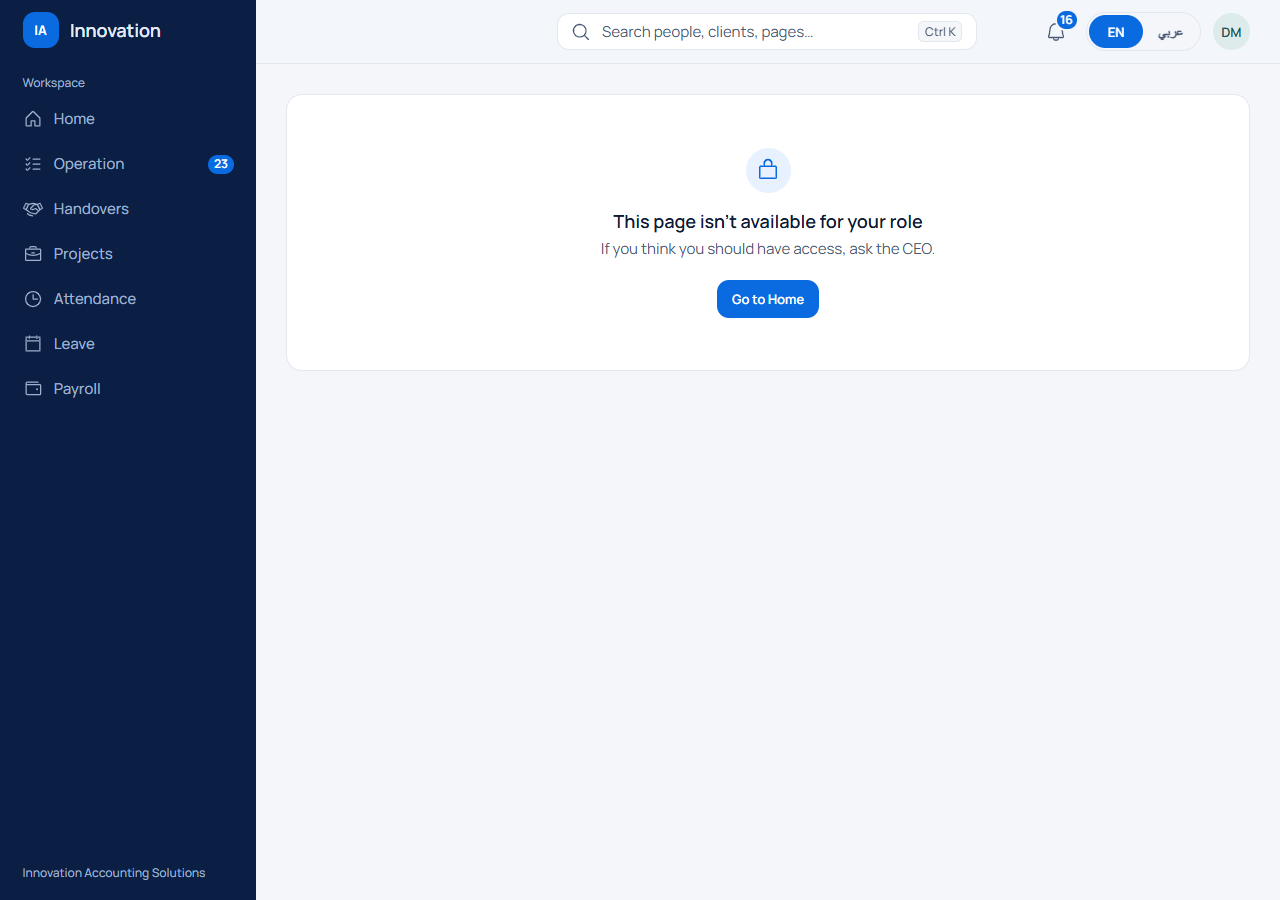 IA
Innovation
Search people, clients, pages...
Ctrl K
16
EN
عربي
DM
Workspace
Home
Operation
23
Handovers
Projects
Attendance
Leave
Payroll
This page isn't available for your role
If you think you should have access, ask the CEO.
Go to Home
Innovation Accounting Solutions